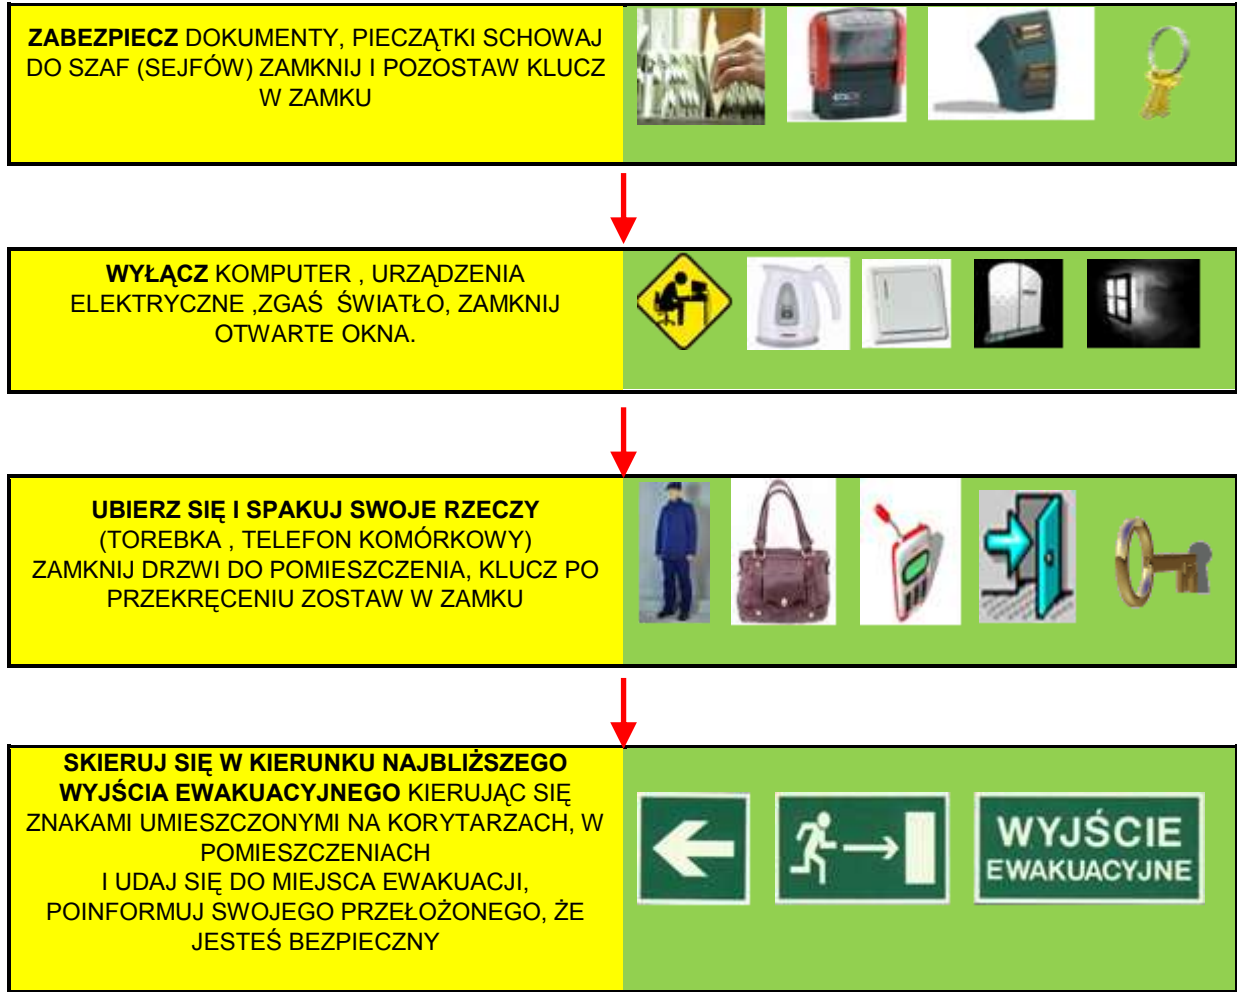 ZABEZPIECZ DOKUMENTY, PIECZĄTKI SCHOWAJ
DO SZAF (SEJFÓW) ZAMKNIJ I POZOSTAW KLUCZ
W ZAMKU
WYŁĄCZ KOMPUTER , URZĄDZENIA
ELEKTRYCZNE ,ZGAŚ ŚWIATŁO, ZAMKNIJ
OTWARTE OKNA.
UBIERZ SIĘ I SPAKUJ SWOJE RZECZY
(TOREBKA , TELEFON KOMÓRKOWY)
ZAMKNIJ DRZWI DO POMIESZCZENIA, KLUCZ PO
PRZEKRĘCENIU ZOSTAW W ZAMKU
SKIERUJ SIĘ W KIERUNKU NAJBLIŻSZEGO
WYJŚCIA EWAKUACYJNEGO KIERUJĄC SIĘ
ZNAKAMI UMIESZCZONYMI NA KORYTARZACH, W
POMIESZCZENIACH
I UDAJ SIĘ DO MIEJSCA EWAKUACJI,
POINFORMUJ SWOJEGO PRZEŁOŻONEGO, ŻE
JESTEŚ BEZPIECZNY
WYJŚCIE
EWAKUACYJNE